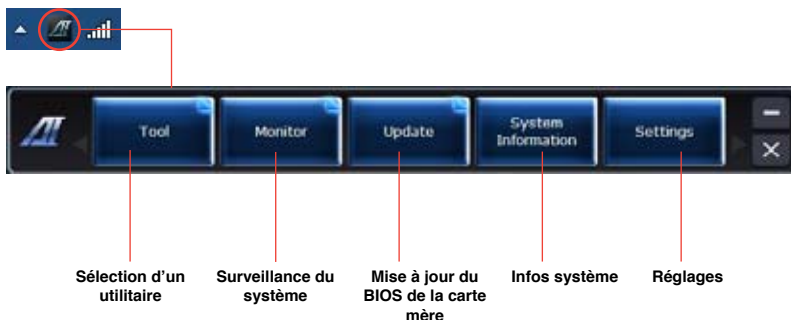 Tool Monitor Update System Information Settings
Sélection d’un utilitaire
Surveillance du système
Mise à jour du BIOS de la carte mère
Infos système
Réglages